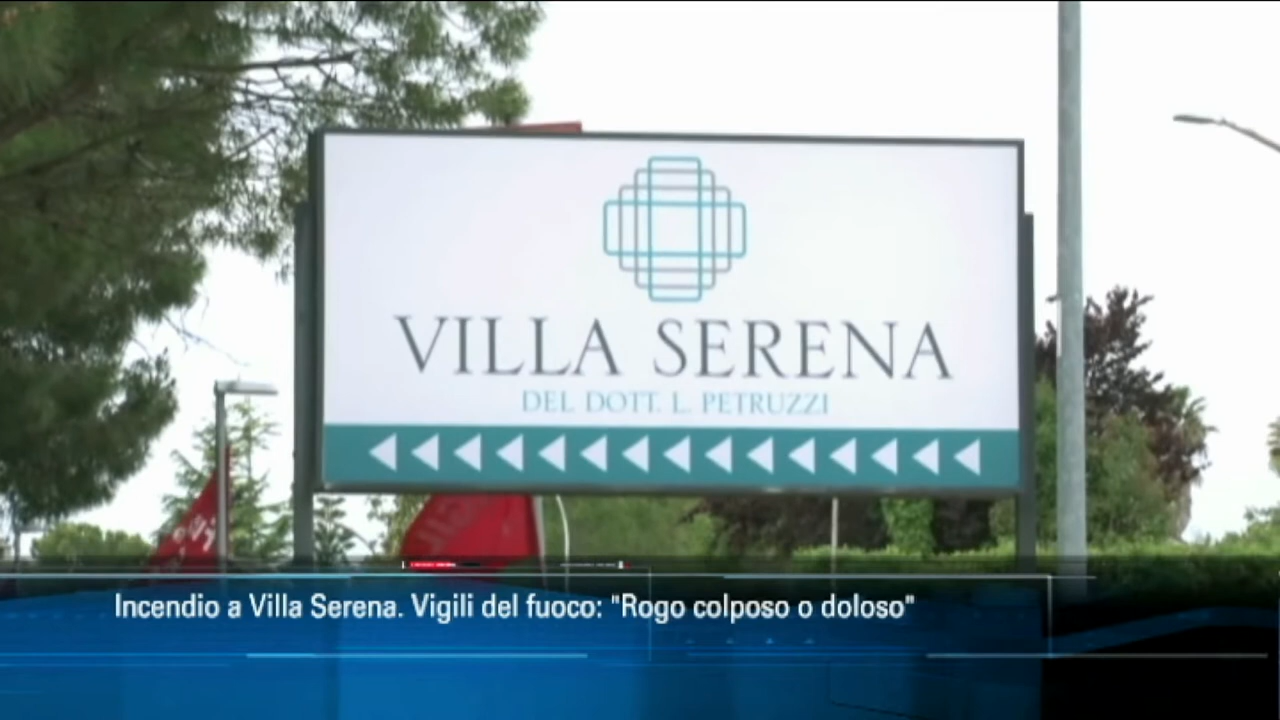 VILLA SERENA
DEL DOTT. L. PETRUZZI
Incendio a Villa Serena. Vigili del fuoco: "Rogo colposo o doloso"